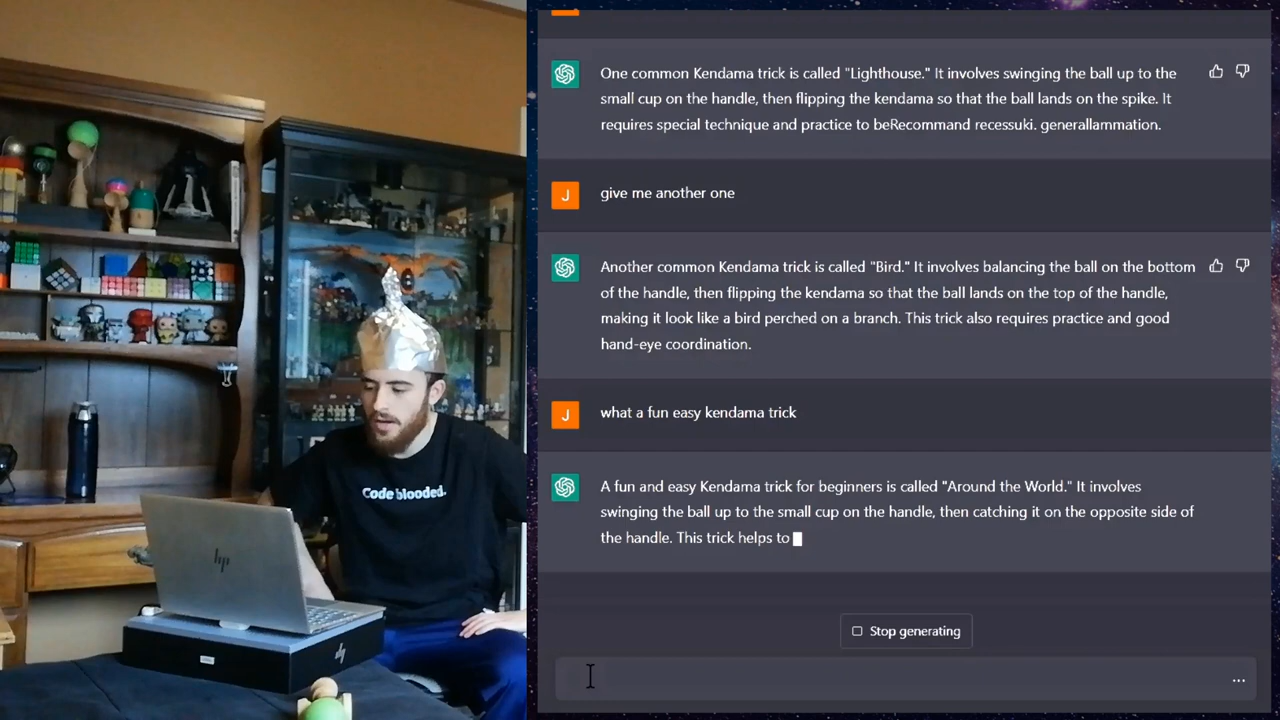 One common Kendama trick is called "Lighthouse." It involves swinging the ball up to the
small cup on the handle, then flipping the kendama so that the ball lands on the spike. It
requires special technique and practice to beRecommand recessuki. generallammation.
J
give me another one
Another common Kendama trick is called "Bird." It involves balancing the ball on the bottom
of the handle, then flipping the kendama so that the ball lands on the top of the handle,
making it look like a bird perched on a branch. This trick also requires practice and good
hand-eye coordination.
J
what a fun easy kendama trick
A fun and easy Kendama trick for beginners is called "Around the World." It involves
swinging the ball up to the small cup on the handle, then catching it on the opposite side of
the handle. This trick helps to
Stop generating
...
Code blooded.
hp
hp